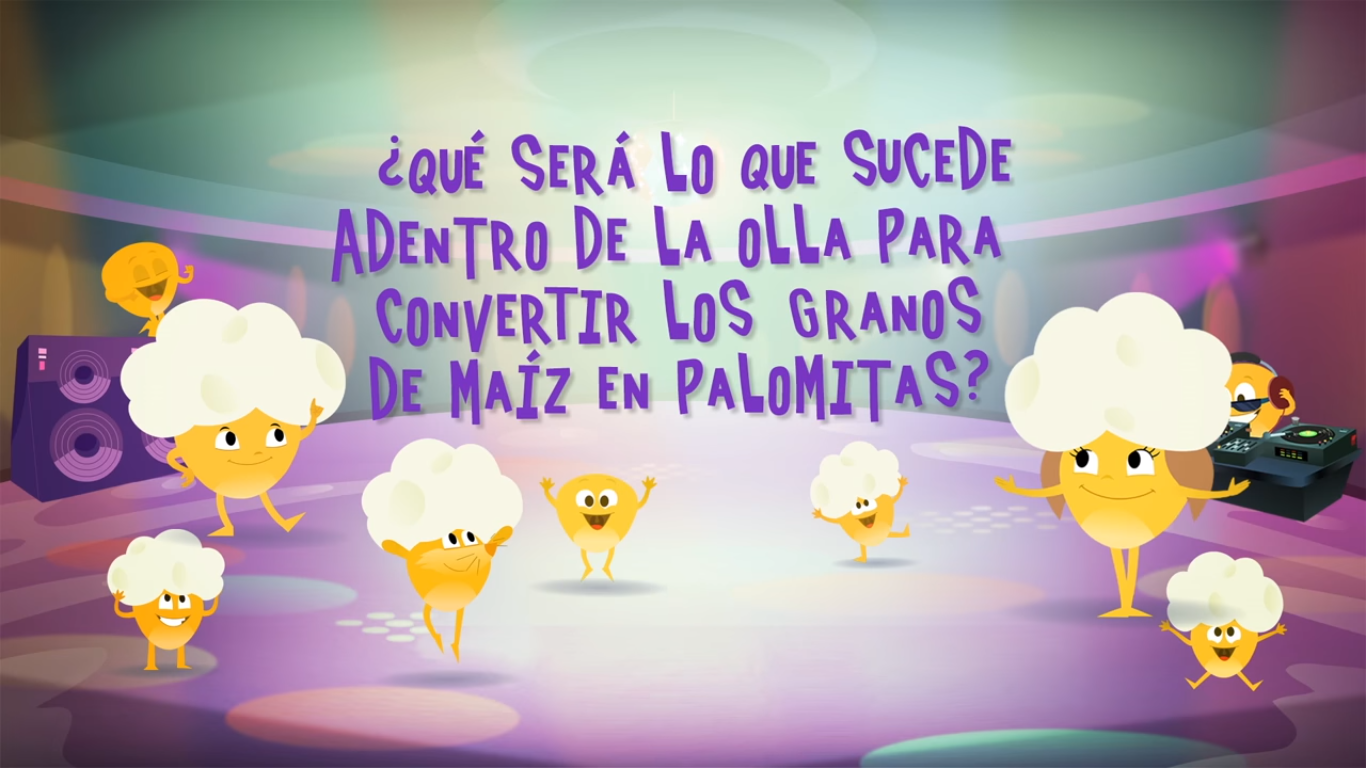 ¿QUÉ SERÁ LO QUE SUCEDE
ADENTRO DE LA OLLA PARA
CONVERTIR LOS GRANOS
DE MAÍZ EN PALOMITAS?